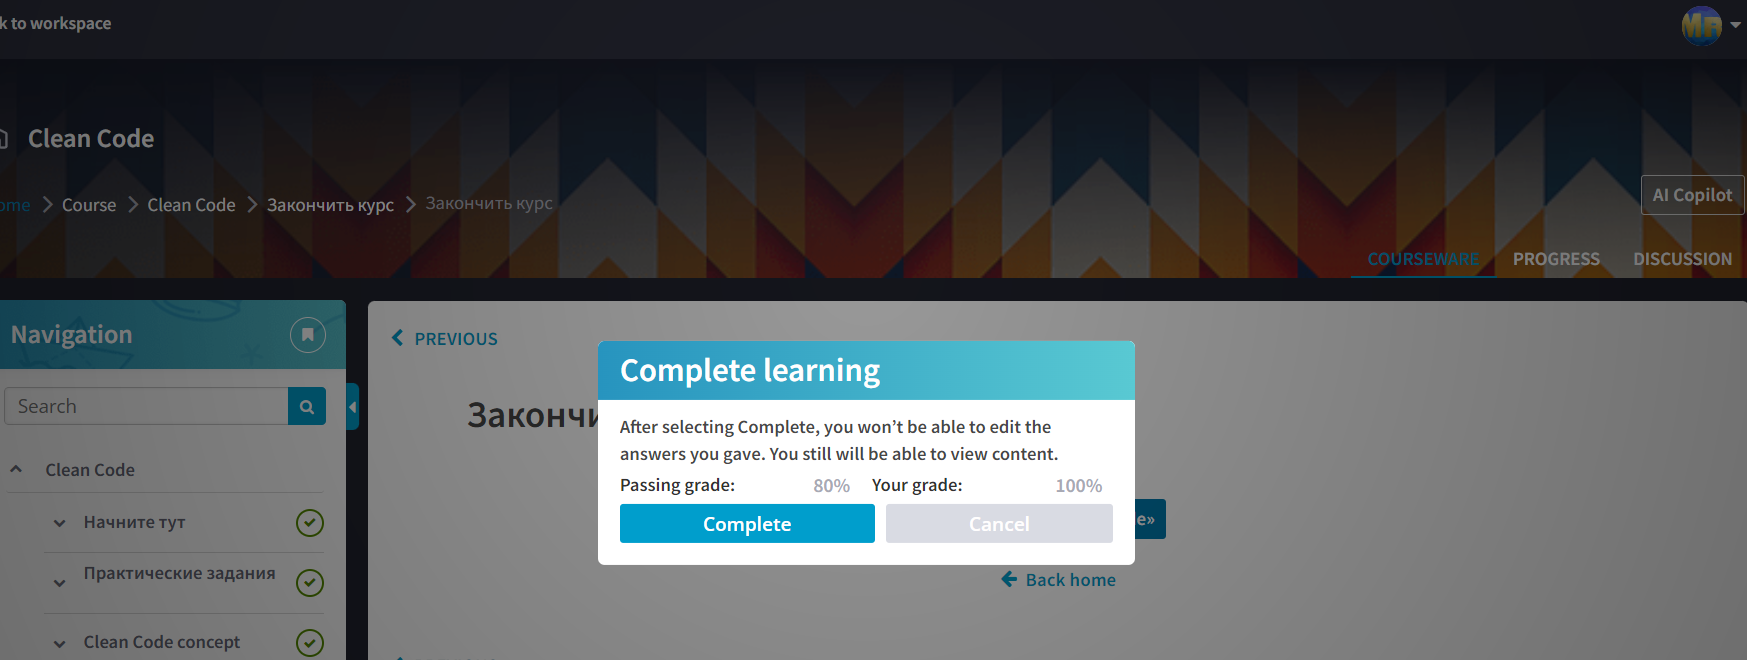 k to workspace
MR
Clean Code
ome > Course > Clean Code > Закончить курс > Закончить курс
AI Copilot
COURSEWARE PROGRESS DISCUSSION
Navigation
Search
Clean Code
Начните тут
Практические задания
Clean Code concept
PREVIOUS
Закончи
Complete learning
After selecting Complete, you won’t be able to edit the
answers you gave. You still will be able to view content.
Passing grade: 80% Your grade: 100%
Complete Cancel
e»
Back home